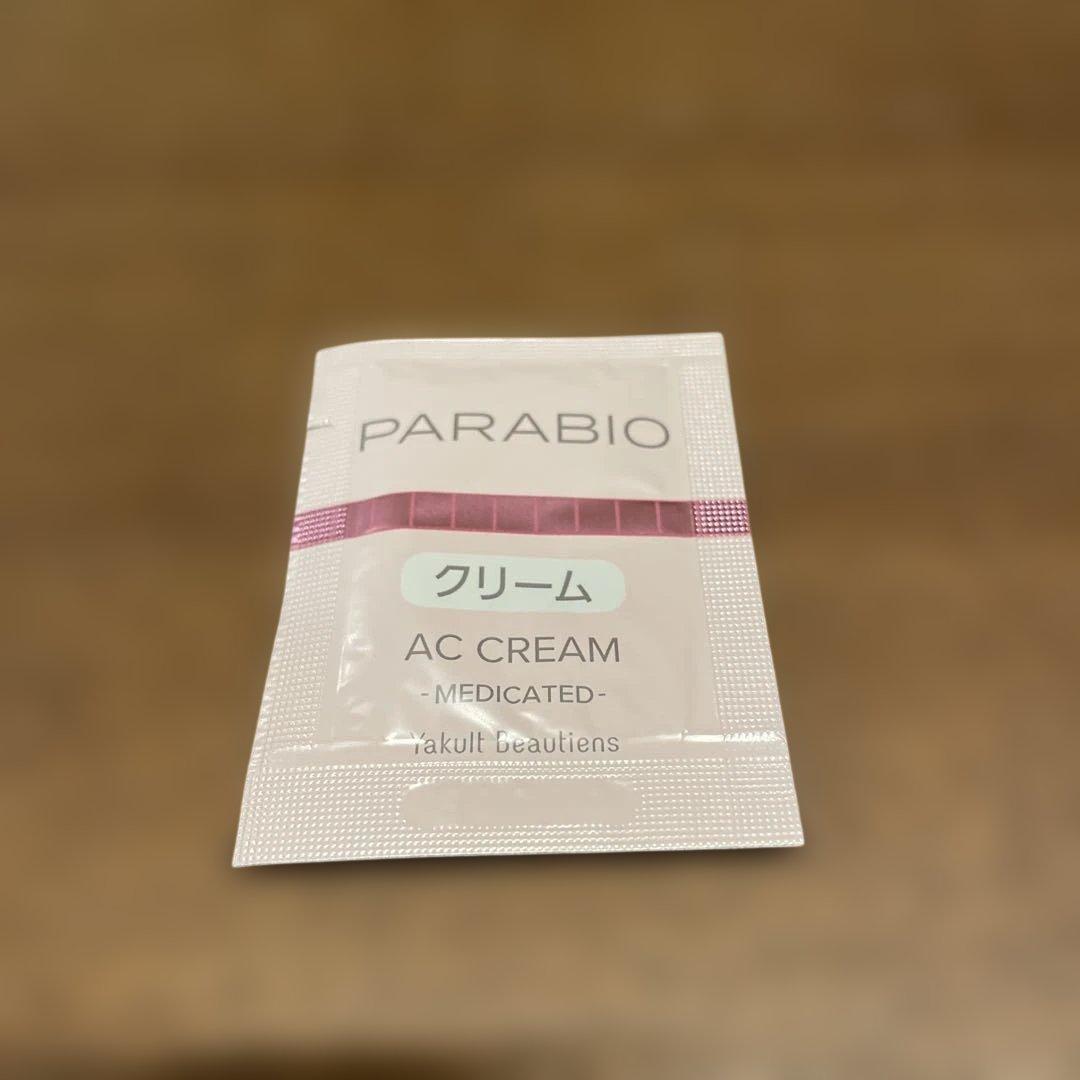 PARABIO
クリーム
AC CREAM
-MEDICATED-
Yakult Beautiens